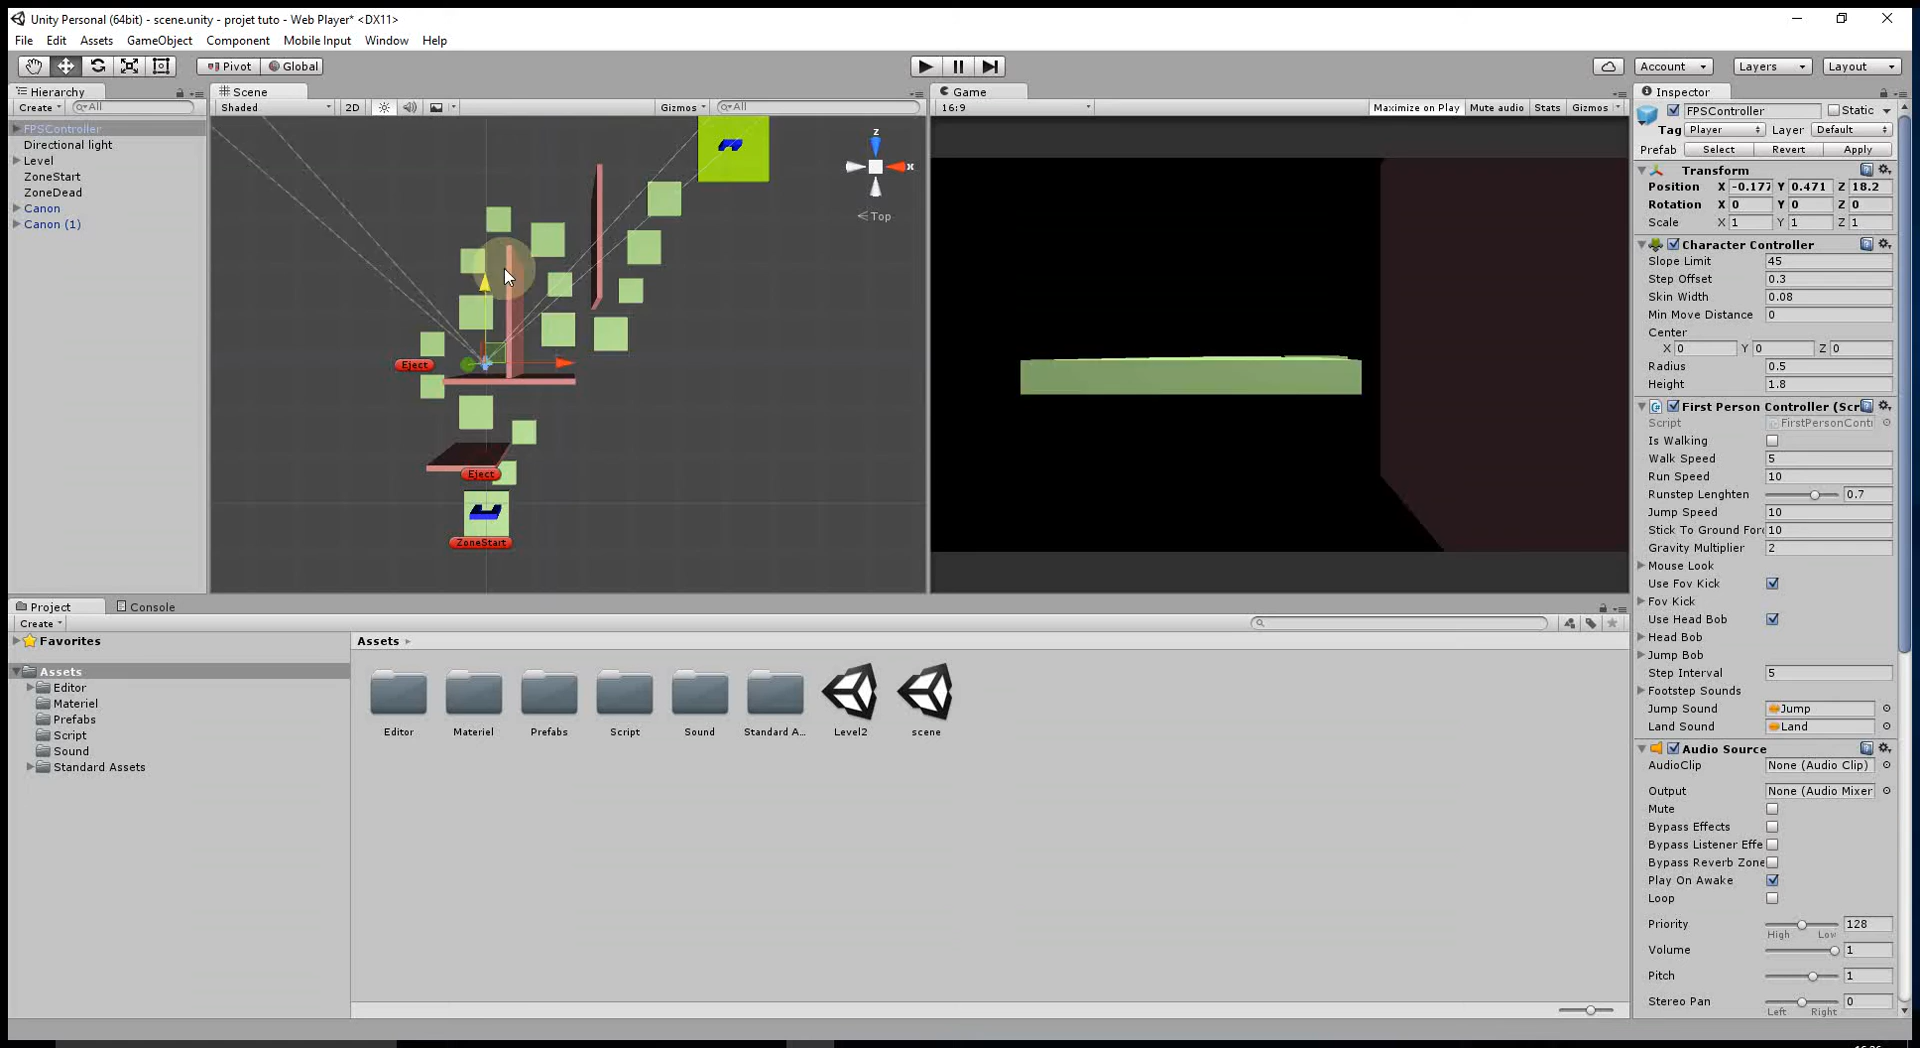 Unity Personal (64bit) - scene.unity - projet tuto - Web Player* <DX11>
File Edit Assets GameObject Component Mobile Input Window Help
Pivot Global Account Layers Layout
Hierarchy
Create All
FPSController
Directional light
Level
ZoneStart
ZoneDead
Canon
Canon (1)
Scene
Shaded 2D Gizmos All
z
x
Top
Eject
Eject
ZoneStart
Game
16:9 Maximize on Play Mute audio Stats Gizmos
Inspector
FPSController Static
Tag Player Layer Default
Prefab Select Revert Apply
Transform
Position X -0.177 Y 0.471 Z 18.2
Rotation X 0 Y 0 Z 0
Scale X 1 Y 1 Z 1
Character Controller
Slope Limit 45
Step Offset 0.3
Skin Width 0.08
Min Move Distance 0
Center
X 0 Y 0 Z 0
Radius 0.5
Height 1.8
First Person Controller (Scr
Script FirstPersonConti
Is Walking
Walk Speed 5
Run Speed 10
Runstep Lenghten 0.7
Jump Speed 10
Stick To Ground Forc 10
Gravity Multiplier 2
Mouse Look
Use Fov Kick
Fov Kick
Use Head Bob
Head Bob
Jump Bob
Step Interval 5
Footstep Sounds
Jump Sound Jump
Land Sound Land
Audio Source
AudioClip None (Audio Clip)
Output None (Audio Mixer
Mute
Bypass Effects
Bypass Listener Effe
Bypass Reverb Zone
Play On Awake
Loop
Priority 128
High Low
Volume 1
Pitch 1
Stereo Pan 0
Left Right
Project Console
Create
Favorites
Assets
Editor
Materiel
Prefabs
Script
Sound
Standard Assets
Assets
Editor Materiel Prefabs Script Sound Standard A... Level2 scene